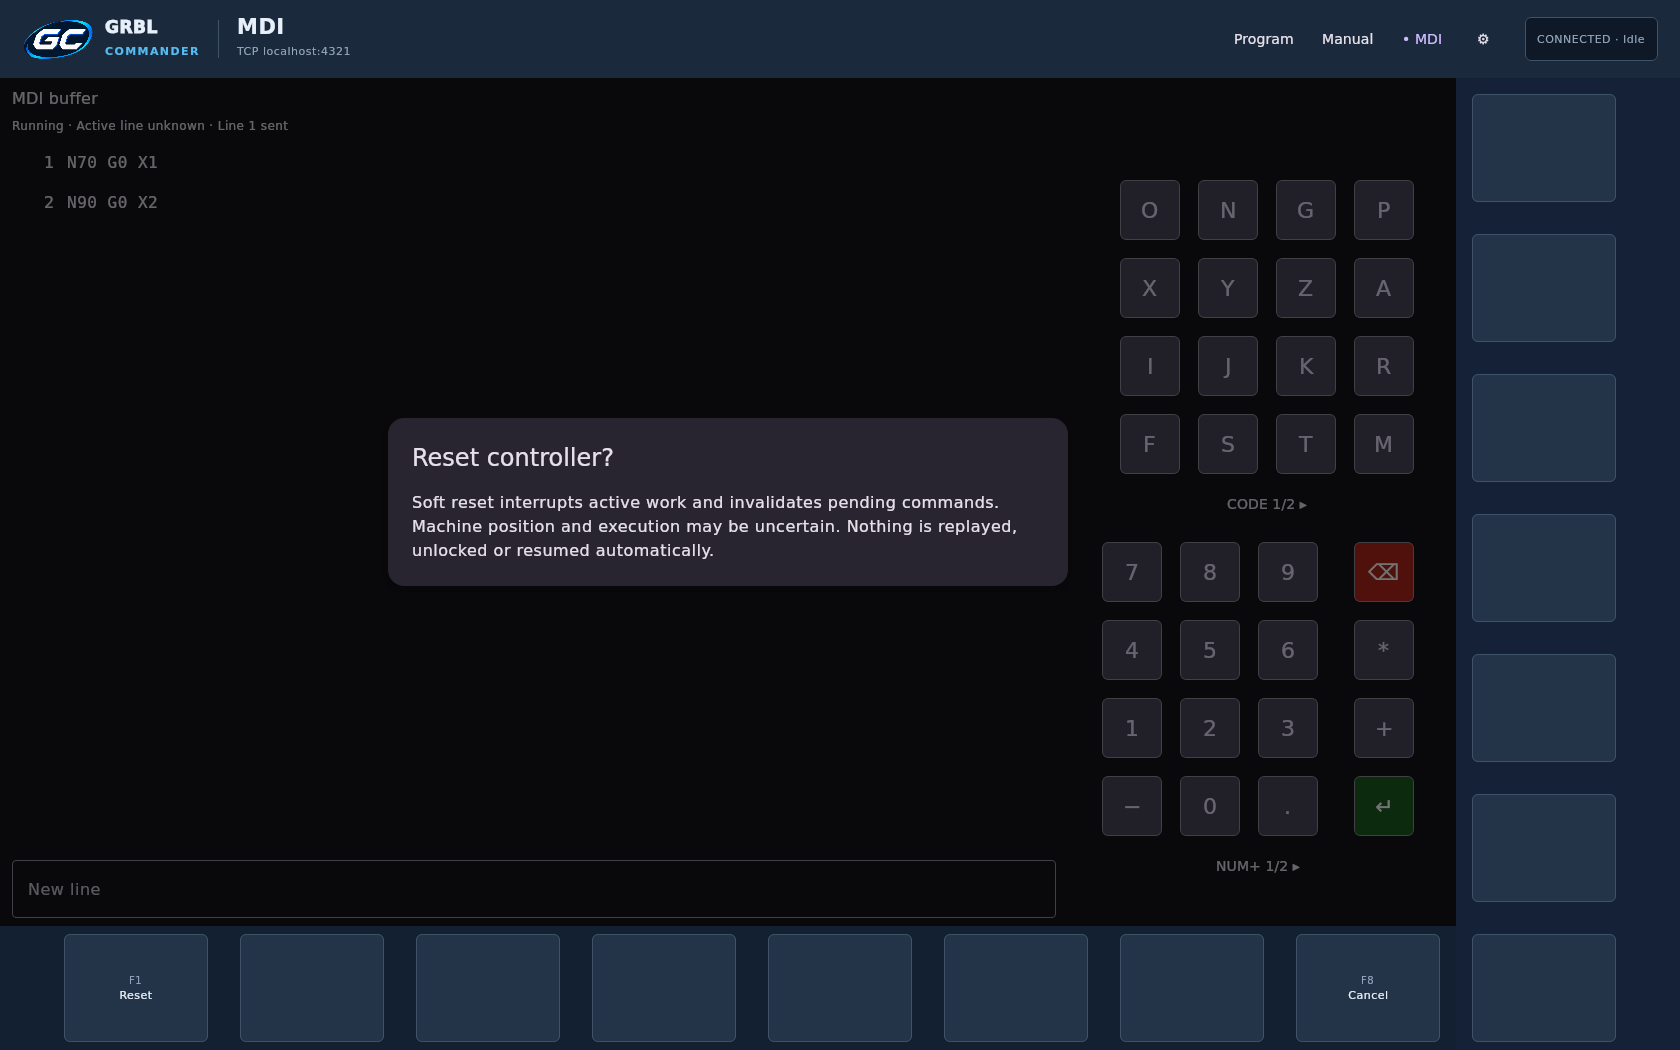 GC GRBL
COMMANDER
MDI
TCP localhost:4321
Program Manual • MDI ⚙ CONNECTED · Idle
MDI buffer
Running · Active line unknown · Line 1 sent
1 N70 G0 X1
2 N90 G0 X2
O N G P
X Y Z A
I J K R
F S T M
CODE 1/2 ▸
Reset controller?
Soft reset interrupts active work and invalidates pending commands.
Machine position and execution may be uncertain. Nothing is replayed,
unlocked or resumed automatically.
7 8 9 ⌫
4 5 6 *
1 2 3 +
− 0 . ↵
NUM+ 1/2 ▸
New line
F1
Reset
F8
Cancel